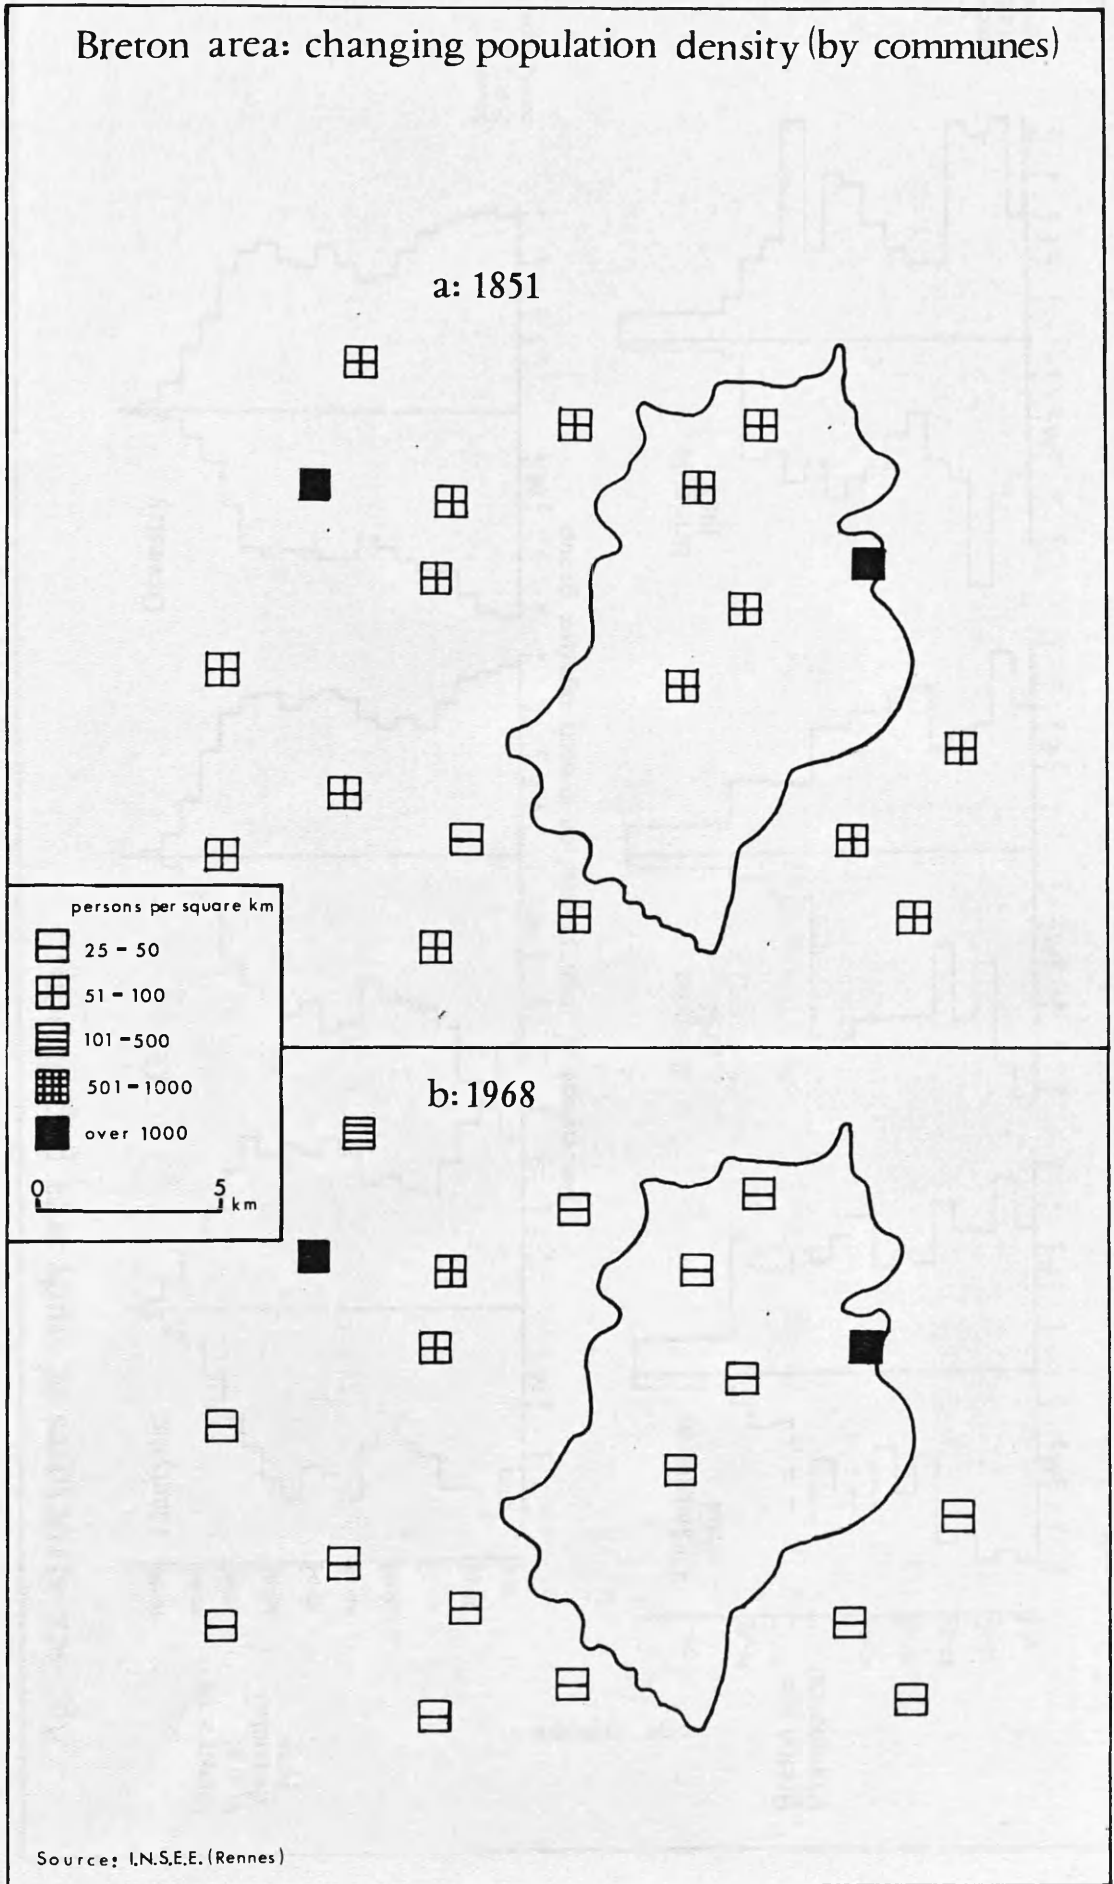 Breton area: changing population density (by communes)
a: 1851
persons per square km
25 - 50
51 - 100
101 - 500
501 - 1000
over 1000
0 5 km
b: 1968
Source: I.N.S.E.E. (Rennes)